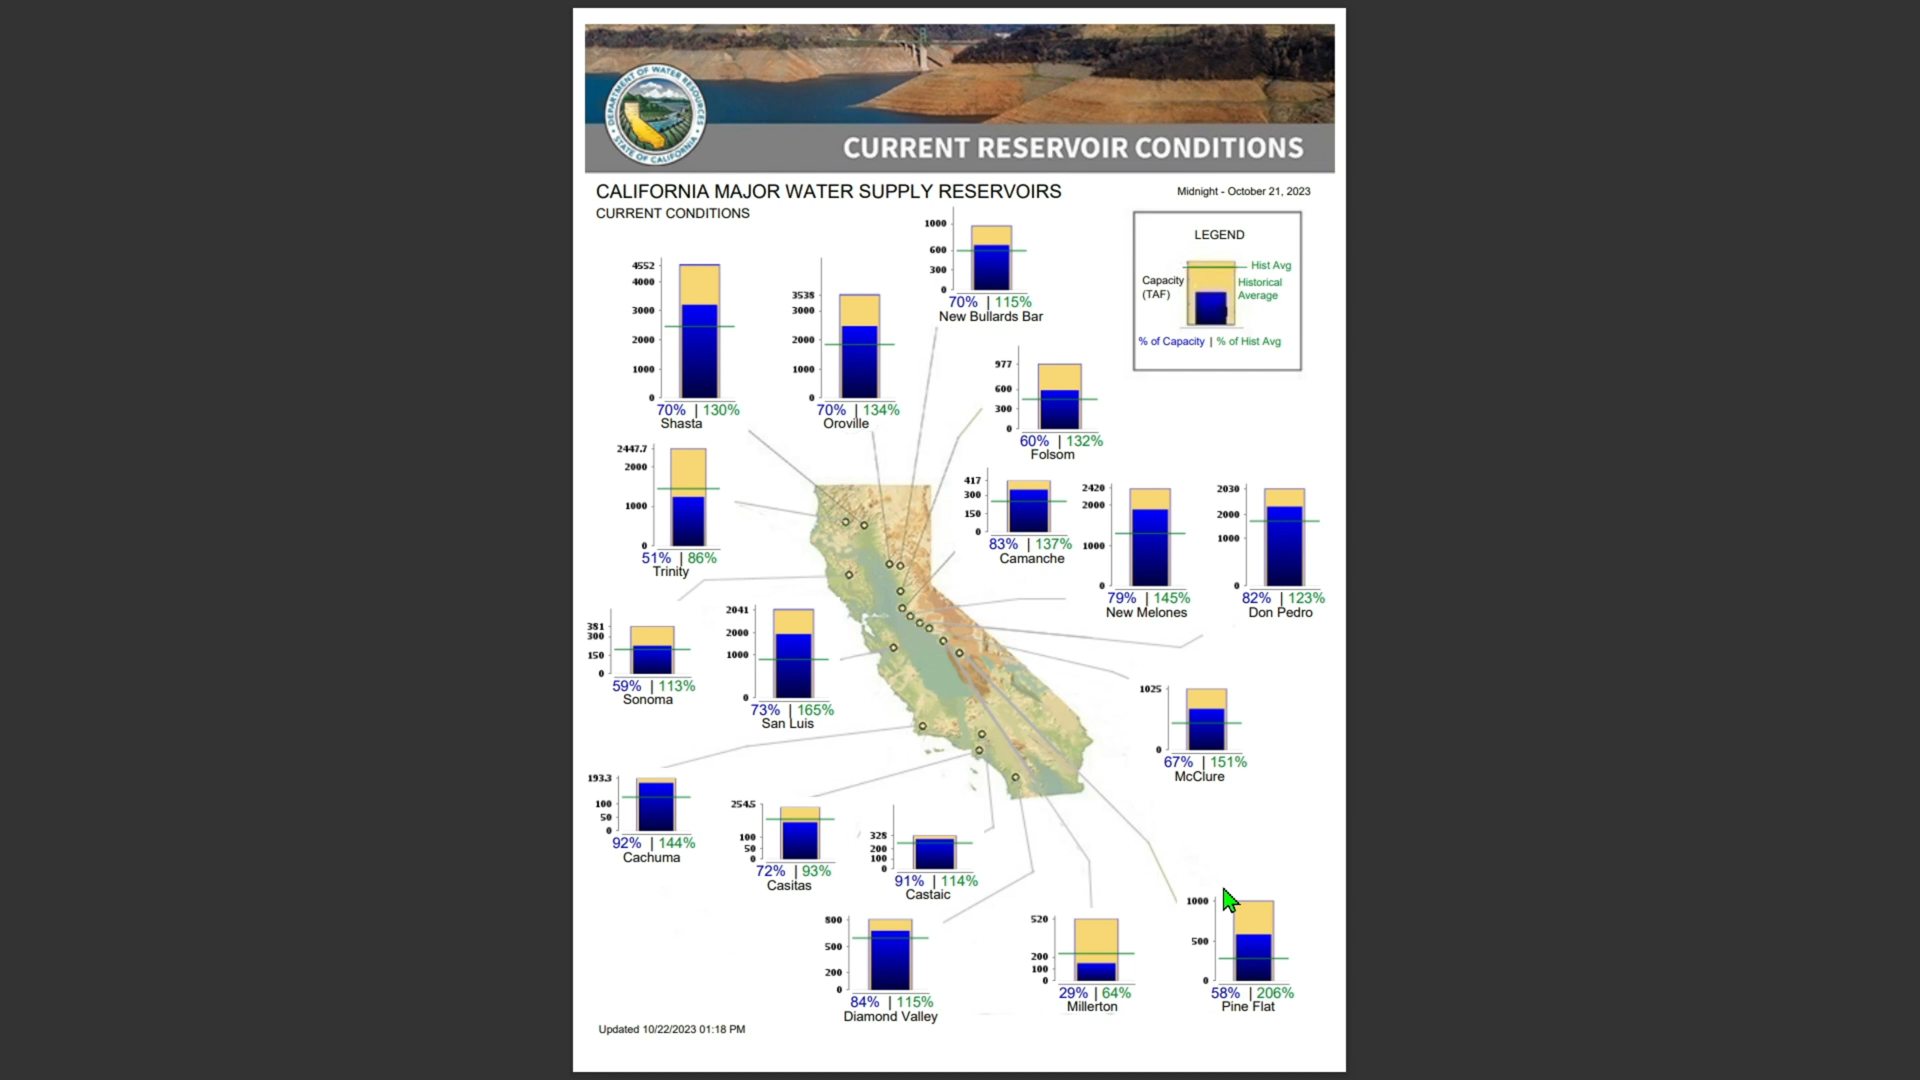 DEPARTMENT OF WATER RESOURCES
STATE OF CALIFORNIA
CURRENT RESERVOIR CONDITIONS
CALIFORNIA MAJOR WATER SUPPLY RESERVOIRS
Midnight - October 21, 2023
CURRENT CONDITIONS
LEGEND
Hist Avg
Capacity
(TAF)
Historical
Average
% of Capacity | % of Hist Avg
1000
600
300
0
70% | 115%
New Bullards Bar
4552
4000
3000
2000
1000
0
70% | 130%
Shasta
3538
3000
2000
1000
0
70% | 134%
Oroville
977
600
300
0
60% | 132%
Folsom
2447.7
2000
1000
0
51% | 86%
Trinity
417
300
150
0
83% | 137%
Camanche
2420
2000
1000
0
79% | 145%
New Melones
2030
2000
1000
0
82% | 123%
Don Pedro
381
300
150
0
59% | 113%
Sonoma
2041
2000
1000
0
73% | 165%
San Luis
1025
0
67% | 151%
McClure
193.3
100
50
0
92% | 144%
Cachuma
254.5
100
50
0
72% | 93%
Casitas
328
200
100
0
91% | 114%
Castaic
800
500
200
0
84% | 115%
Diamond Valley
520
200
100
0
29% | 64%
Millerton
1000
500
0
58% | 206%
Pine Flat
Updated 10/22/2023 01:18 PM